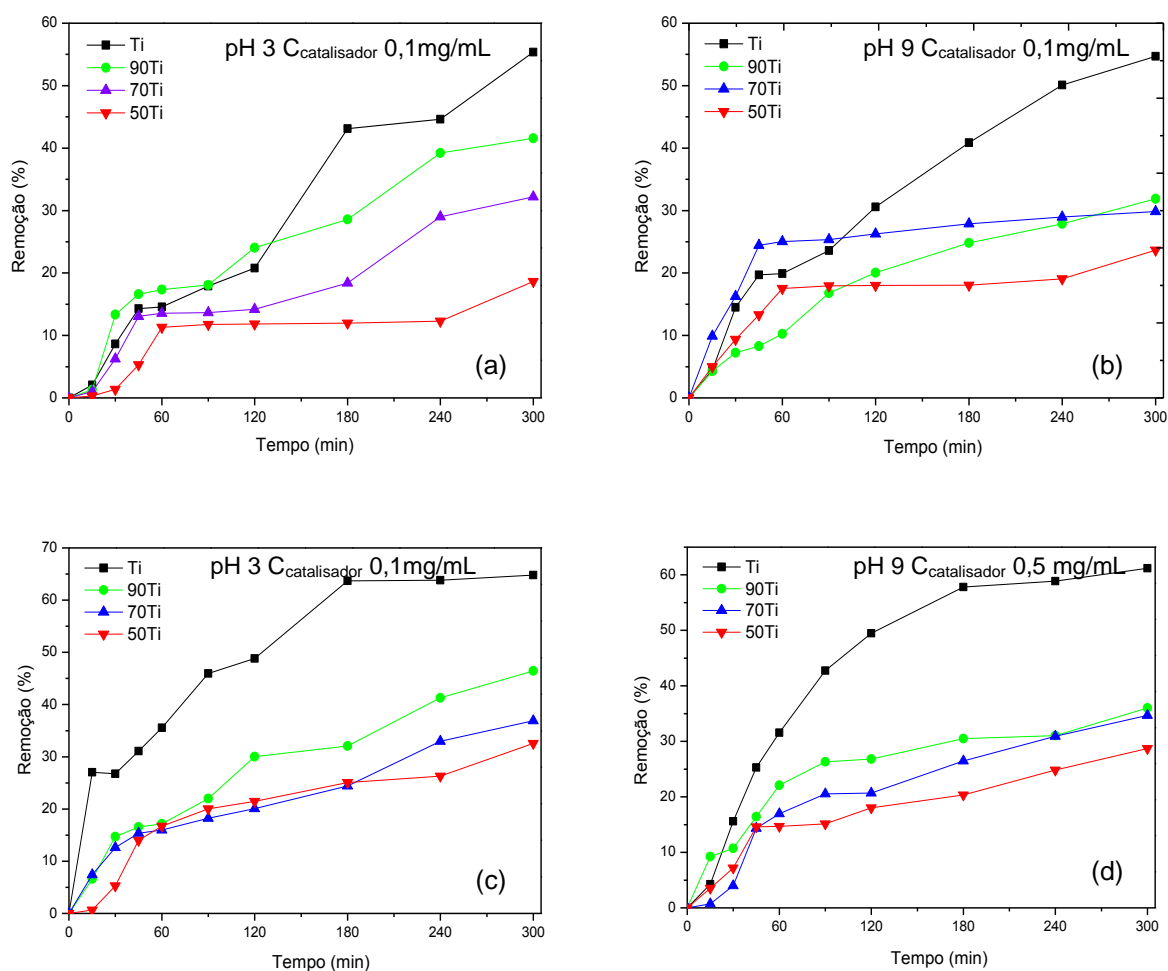 pH 3 Ccatalisador 0,1mg/mL
Ti
90Ti
70Ti
50Ti
Remoção (%)
60
50
40
30
20
10
0
0 60 120 180 240 300
Tempo (min)
(a)
pH 9 Ccatalisador 0,1mg/mL
Ti
90Ti
70Ti
50Ti
Remoção (%)
60
50
40
30
20
10
0
0 60 120 180 240 300
Tempo (min)
(b)
pH 3 Ccatalisador 0,1mg/mL
Ti
90Ti
70Ti
50Ti
Remoção (%)
70
60
50
40
30
20
10
0
0 60 120 180 240 300
Tempo (min)
(c)
pH 9 Ccatalisador 0,5 mg/mL
Ti
90Ti
70Ti
50Ti
Remoção (%)
60
50
40
30
20
10
0
0 60 120 180 240 300
Tempo (min)
(d)